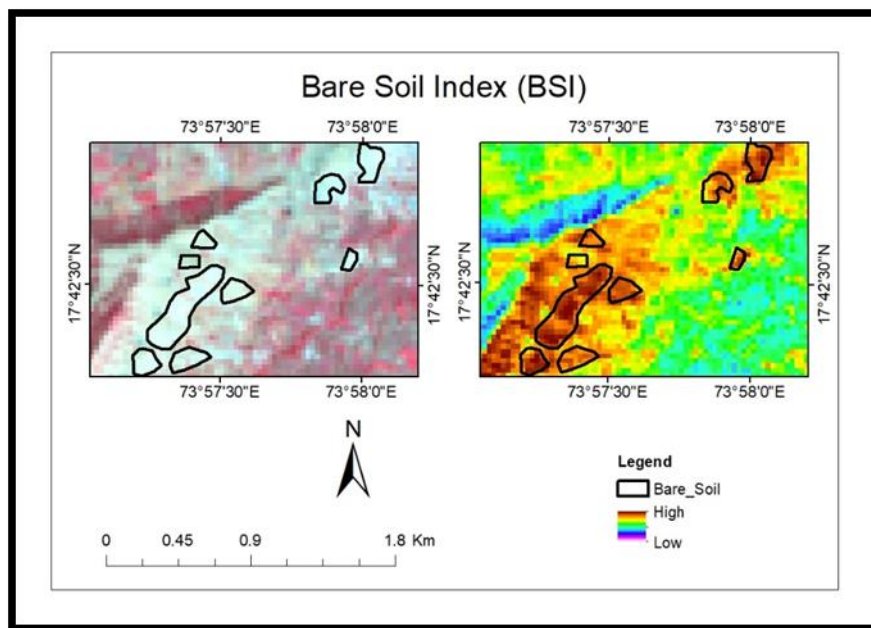 Bare Soil Index (BSI)
73°57'30"E
73°58'0"E
73°57'30"E
73°58'0"E
17°42'30"N
17°42'30"N
17°42'30"N
17°42'30"N
73°57'30"E
73°58'0"E
73°57'30"E
73°58'0"E
N
Legend
Bare_Soil
High
Low
0 0.45 0.9 1.8 Km